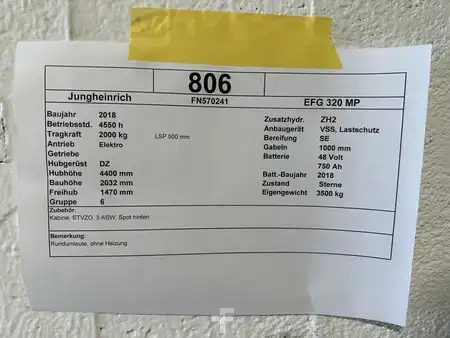 806
Jungheinrich FN570241 EFG 320 MP
Baujahr 2018
Betriebsstd. 4550 h
Tragkraft 2000 kg LSP 500 mm
Antrieb Elektro
Getriebe
Hubgerüst DZ
Hubhöhe 4400 mm
Bauhöhe 2032 mm
Freihub 1470 mm
Gruppe 6
Zusatzhydr. ZH2
Anbaugerät VSS, Lastschutz
Bereifung SE
Gabeln 1000 mm
Batterie 48 Volt
750 Ah
Batt.-Baujahr 2018
Zustand Sterne
Eigengewicht 3500 kg
Zubehör:
Kabine, STVZO, 3 ASW, Spot hinten
Bemerkung:
Rundumleute, ohne Heizung